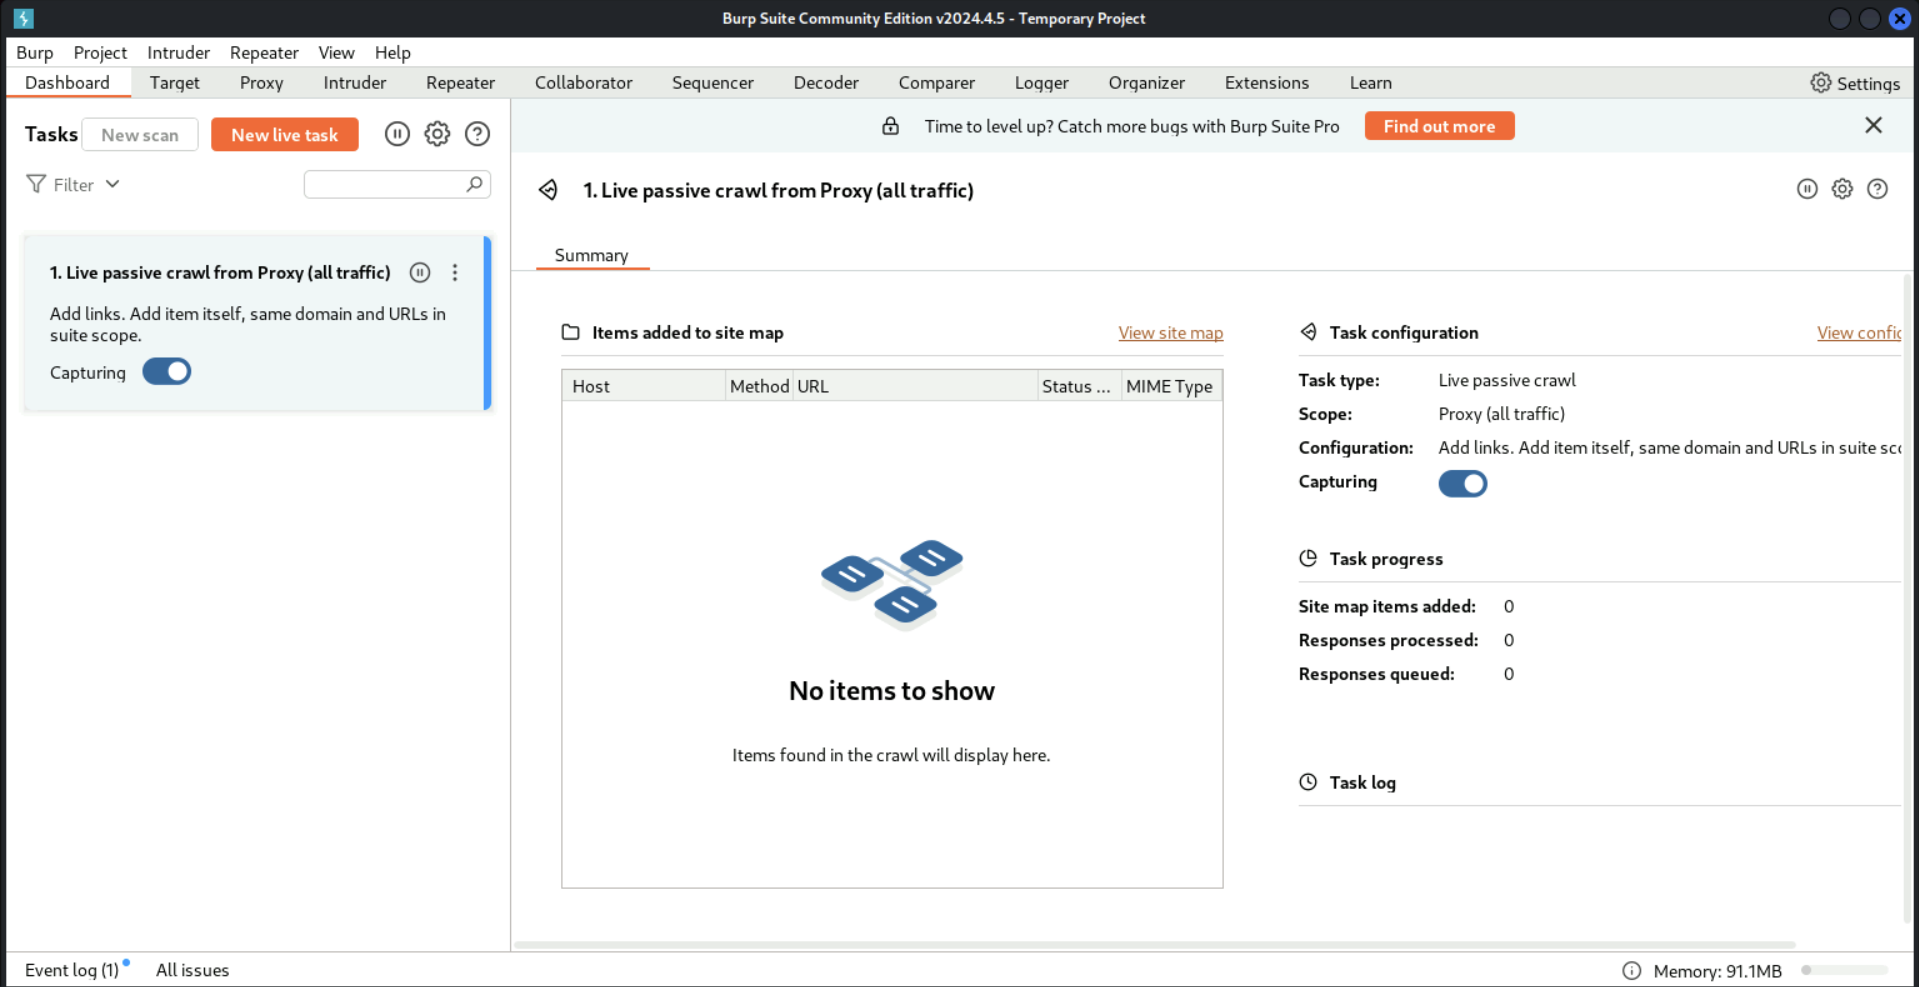 Burp Suite Community Edition v2024.4.5 - Temporary Project
Burp Project Intruder Repeater View Help
Dashboard Target Proxy Intruder Repeater Collaborator Sequencer Decoder Comparer Logger Organizer Extensions Learn Settings
Tasks New scan New live task
Time to level up? Catch more bugs with Burp Suite Pro Find out more
Filter
1. Live passive crawl from Proxy (all traffic)
Add links. Add item itself, same domain and URLs in
suite scope.
Capturing
1. Live passive crawl from Proxy (all traffic)
Summary
Items added to site map View site map
Host Method URL Status ... MIME Type
No items to show
Items found in the crawl will display here.
Task configuration View config
Task type: Live passive crawl
Scope: Proxy (all traffic)
Configuration: Add links. Add item itself, same domain and URLs in suite sco
Capturing
Task progress
Site map items added: 0
Responses processed: 0
Responses queued: 0
Task log
Event log (1) All issues
Memory: 91.1MB